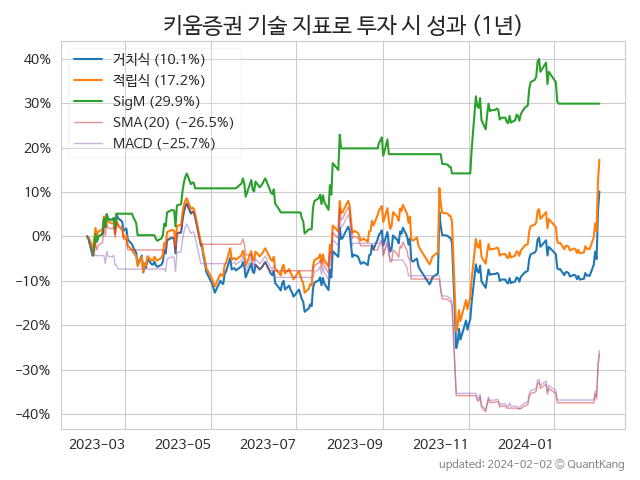 키움증권 기술 지표로 투자 시 성과 (1년)
거치식 (10.1%)
적립식 (17.2%)
SigM (29.9%)
SMA(20) (−26.5%)
MACD (−25.7%)
40%
30%
20%
10%
0%
−10%
−20%
−30%
−40%
2023-03 2023-05 2023-07 2023-09 2023-11 2024-01
updated: 2024-02-02 © QuantKang